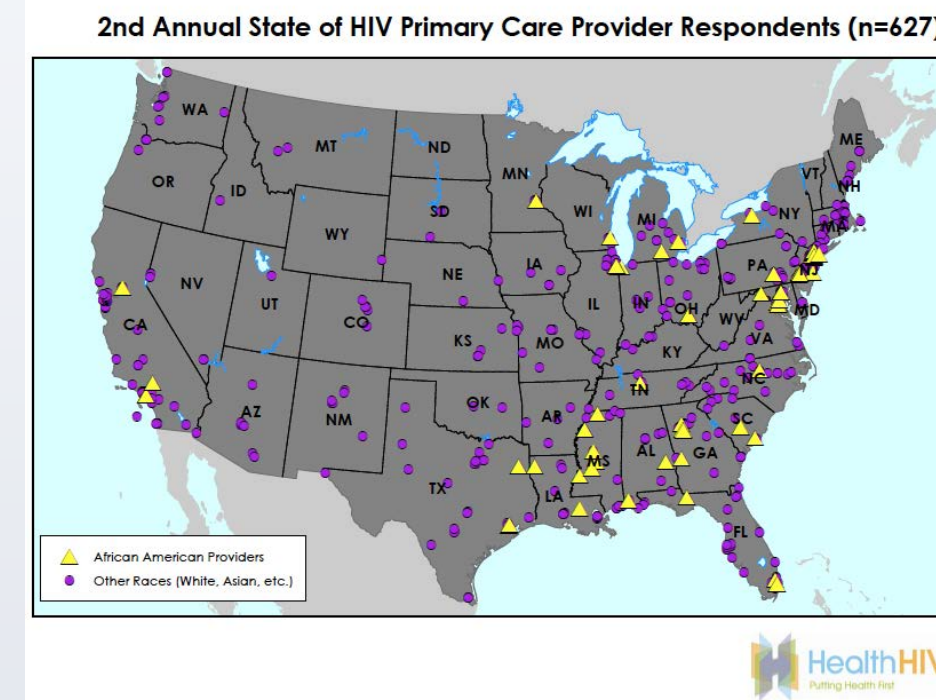 2nd Annual State of HIV Primary Care Provider Respondents (n=627)
WA
MT
ND
MN
ME
VT
NH
OR
ID
SD
WI
MI
NY
MA
WY
IA
PA
NJ
NE
NV
UT
IL
IN
OH
MD
CA
CO
WV
VA
KS
MO
KY
NC
TN
OK
AZ
NM
AR
SC
MS
AL
GA
TX
LA
FL
African American Providers
Other Races (White, Asian, etc.)
HealthHIV
Putting Health First